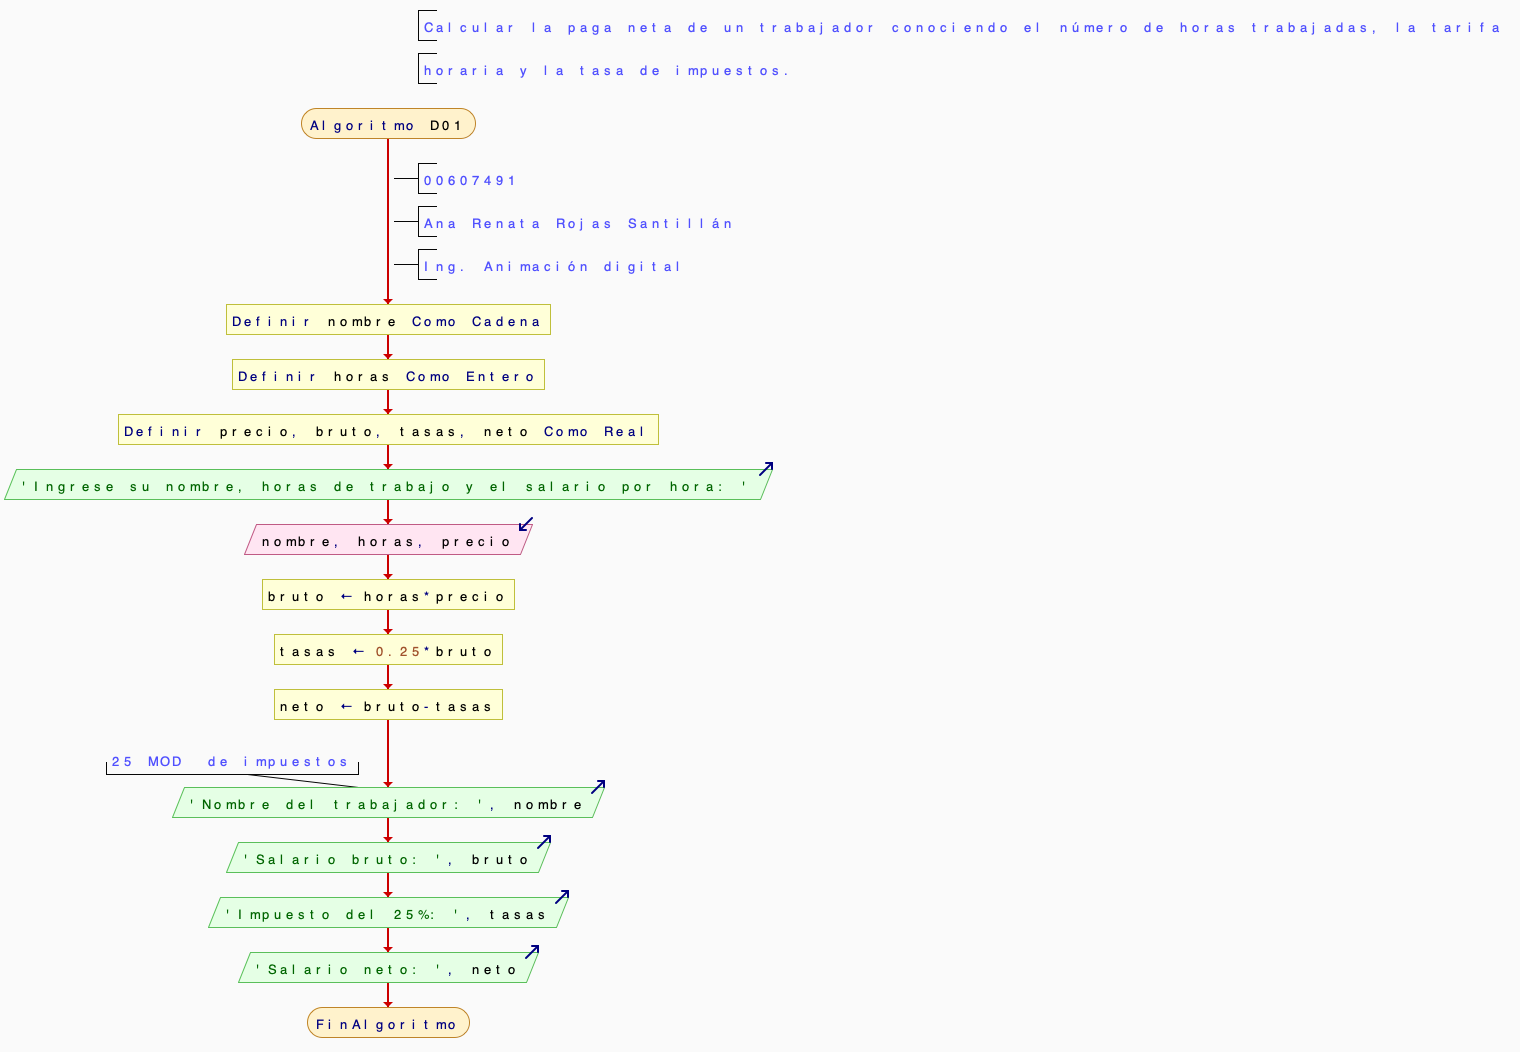 Calcular la paga neta de un trabajador conociendo el número de horas trabajadas, la tarifa
horaria y la tasa de impuestos.
Algoritmo D01
00607491
Ana Renata Rojas Santillán
Ing. Animación digital
Definir nombre Como Cadena
Definir horas Como Entero
Definir precio, bruto, tasas, neto Como Real
'Ingrese su nombre, horas de trabajo y el salario por hora: '
nombre, horas, precio
bruto ← horas*precio
tasas ← 0.25*bruto
neto ← bruto-tasas
25 MOD  de impuestos
'Nombre del trabajador: ', nombre
'Salario bruto: ', bruto
'Impuesto del 25%: ', tasas
'Salario neto: ', neto
FinAlgoritmo